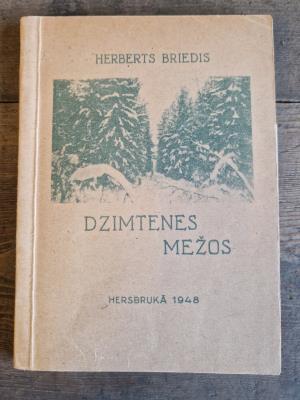 HERBERTS BRIEDIS
DZIMTENES
MEŽOS
HERSBRUKĀ 1948